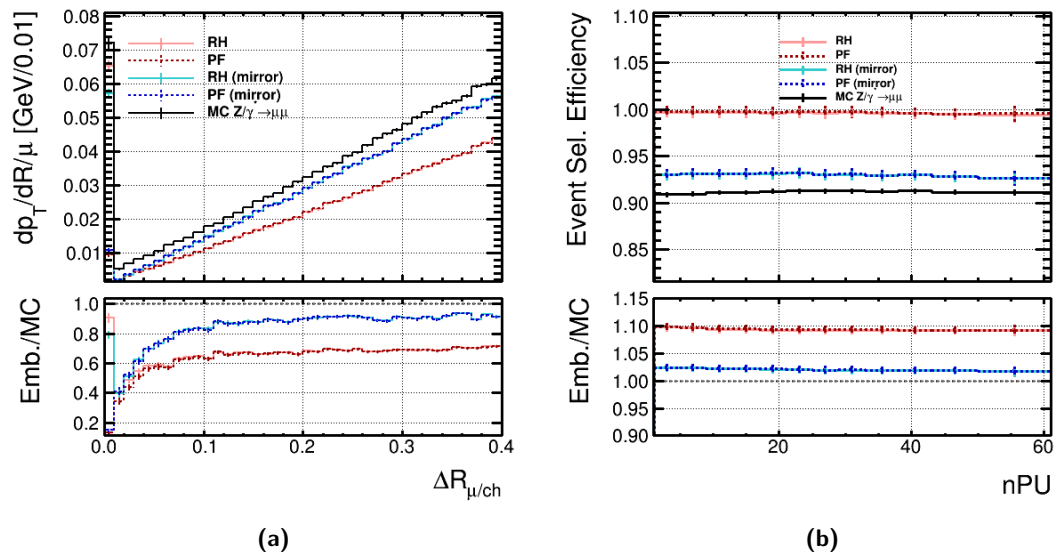 dp_T/dR/μ [GeV/0.01]
0.08
0.07
0.06
0.05
0.04
0.03
0.02
0.01
RH
PF
RH (mirror)
PF (mirror)
MC Z/γ →μμ
Emb./MC
1.0
0.8
0.6
0.4
0.2
0.0 0.1 0.2 0.3 0.4
ΔR_μ/ch
(a)
Event Sel. Efficiency
1.10
1.05
1.00
0.95
0.90
0.85
RH
PF
RH (mirror)
PF (mirror)
MC Z/γ →μμ
Emb./MC
1.15
1.10
1.05
1.00
0.95
0.90
20 40 60
nPU
(b)